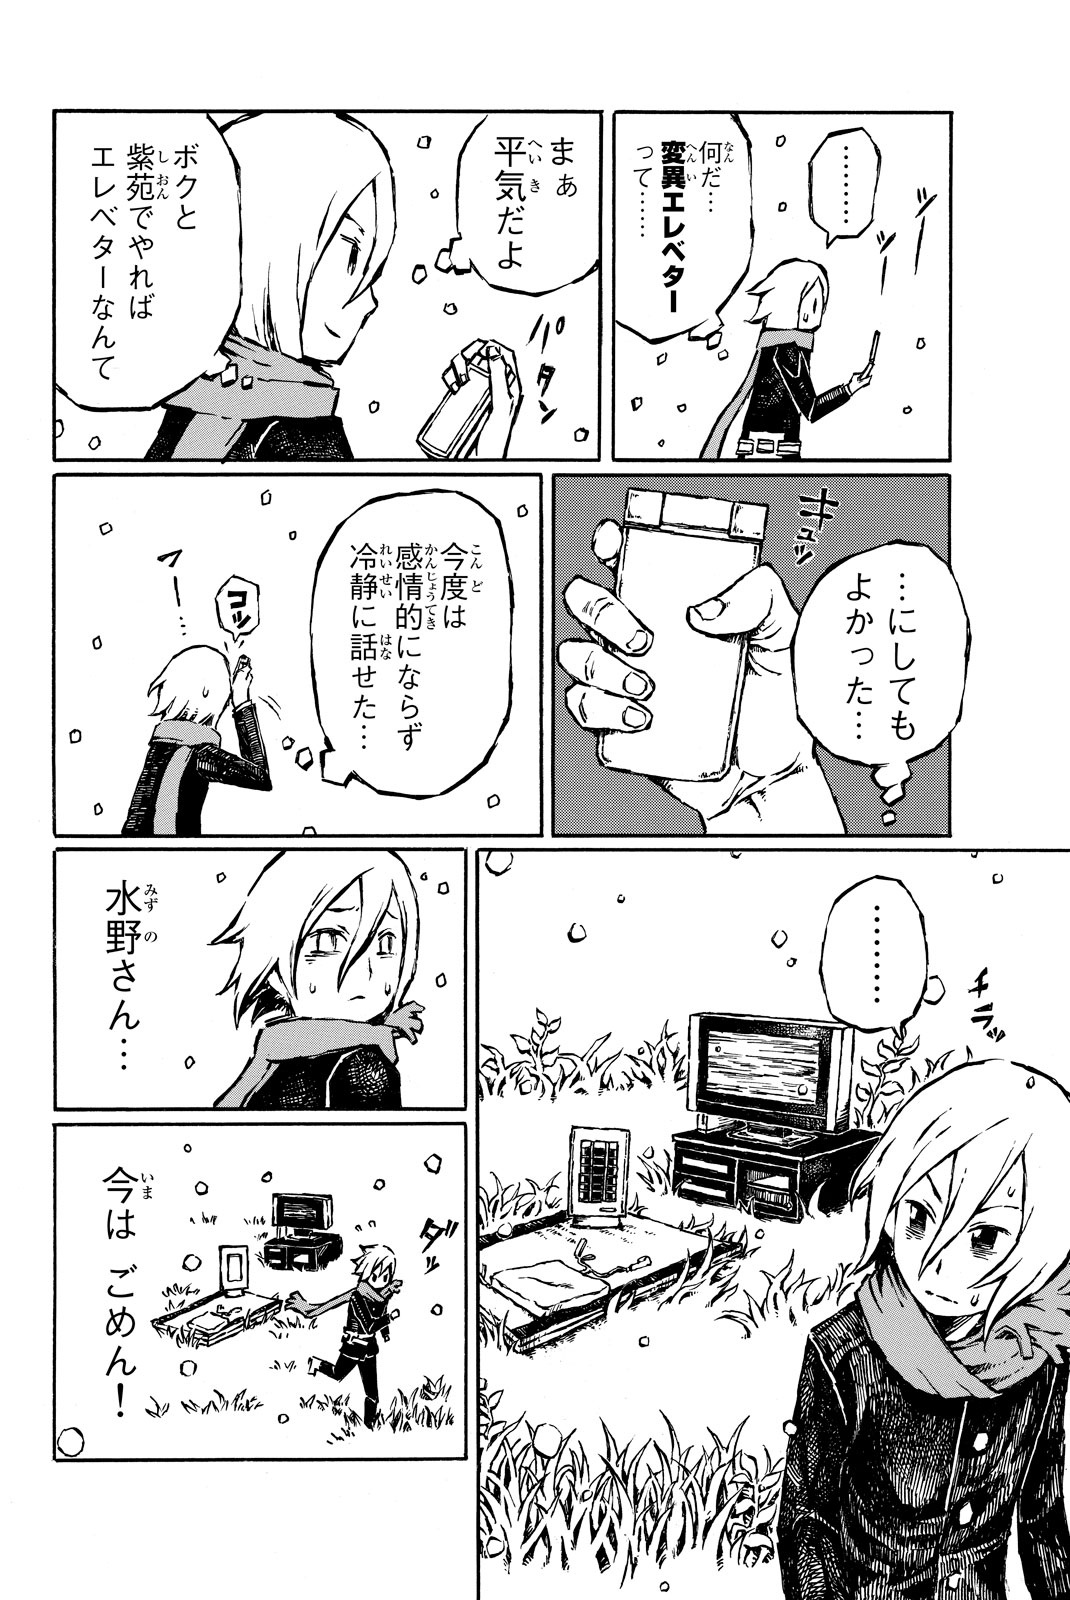 ………
何だ…
変異エレベター
って……
ツー
ツー
まぁ
平気だよ
パタン
ボクと
紫苑でやれば
エレベターなんて
…にしても
よかった…
キュッ
今度は
感情的にならず
冷静に話せた…
コツ
フー…
………
チラッ
水野さん…
今は ごめん！
ダッ